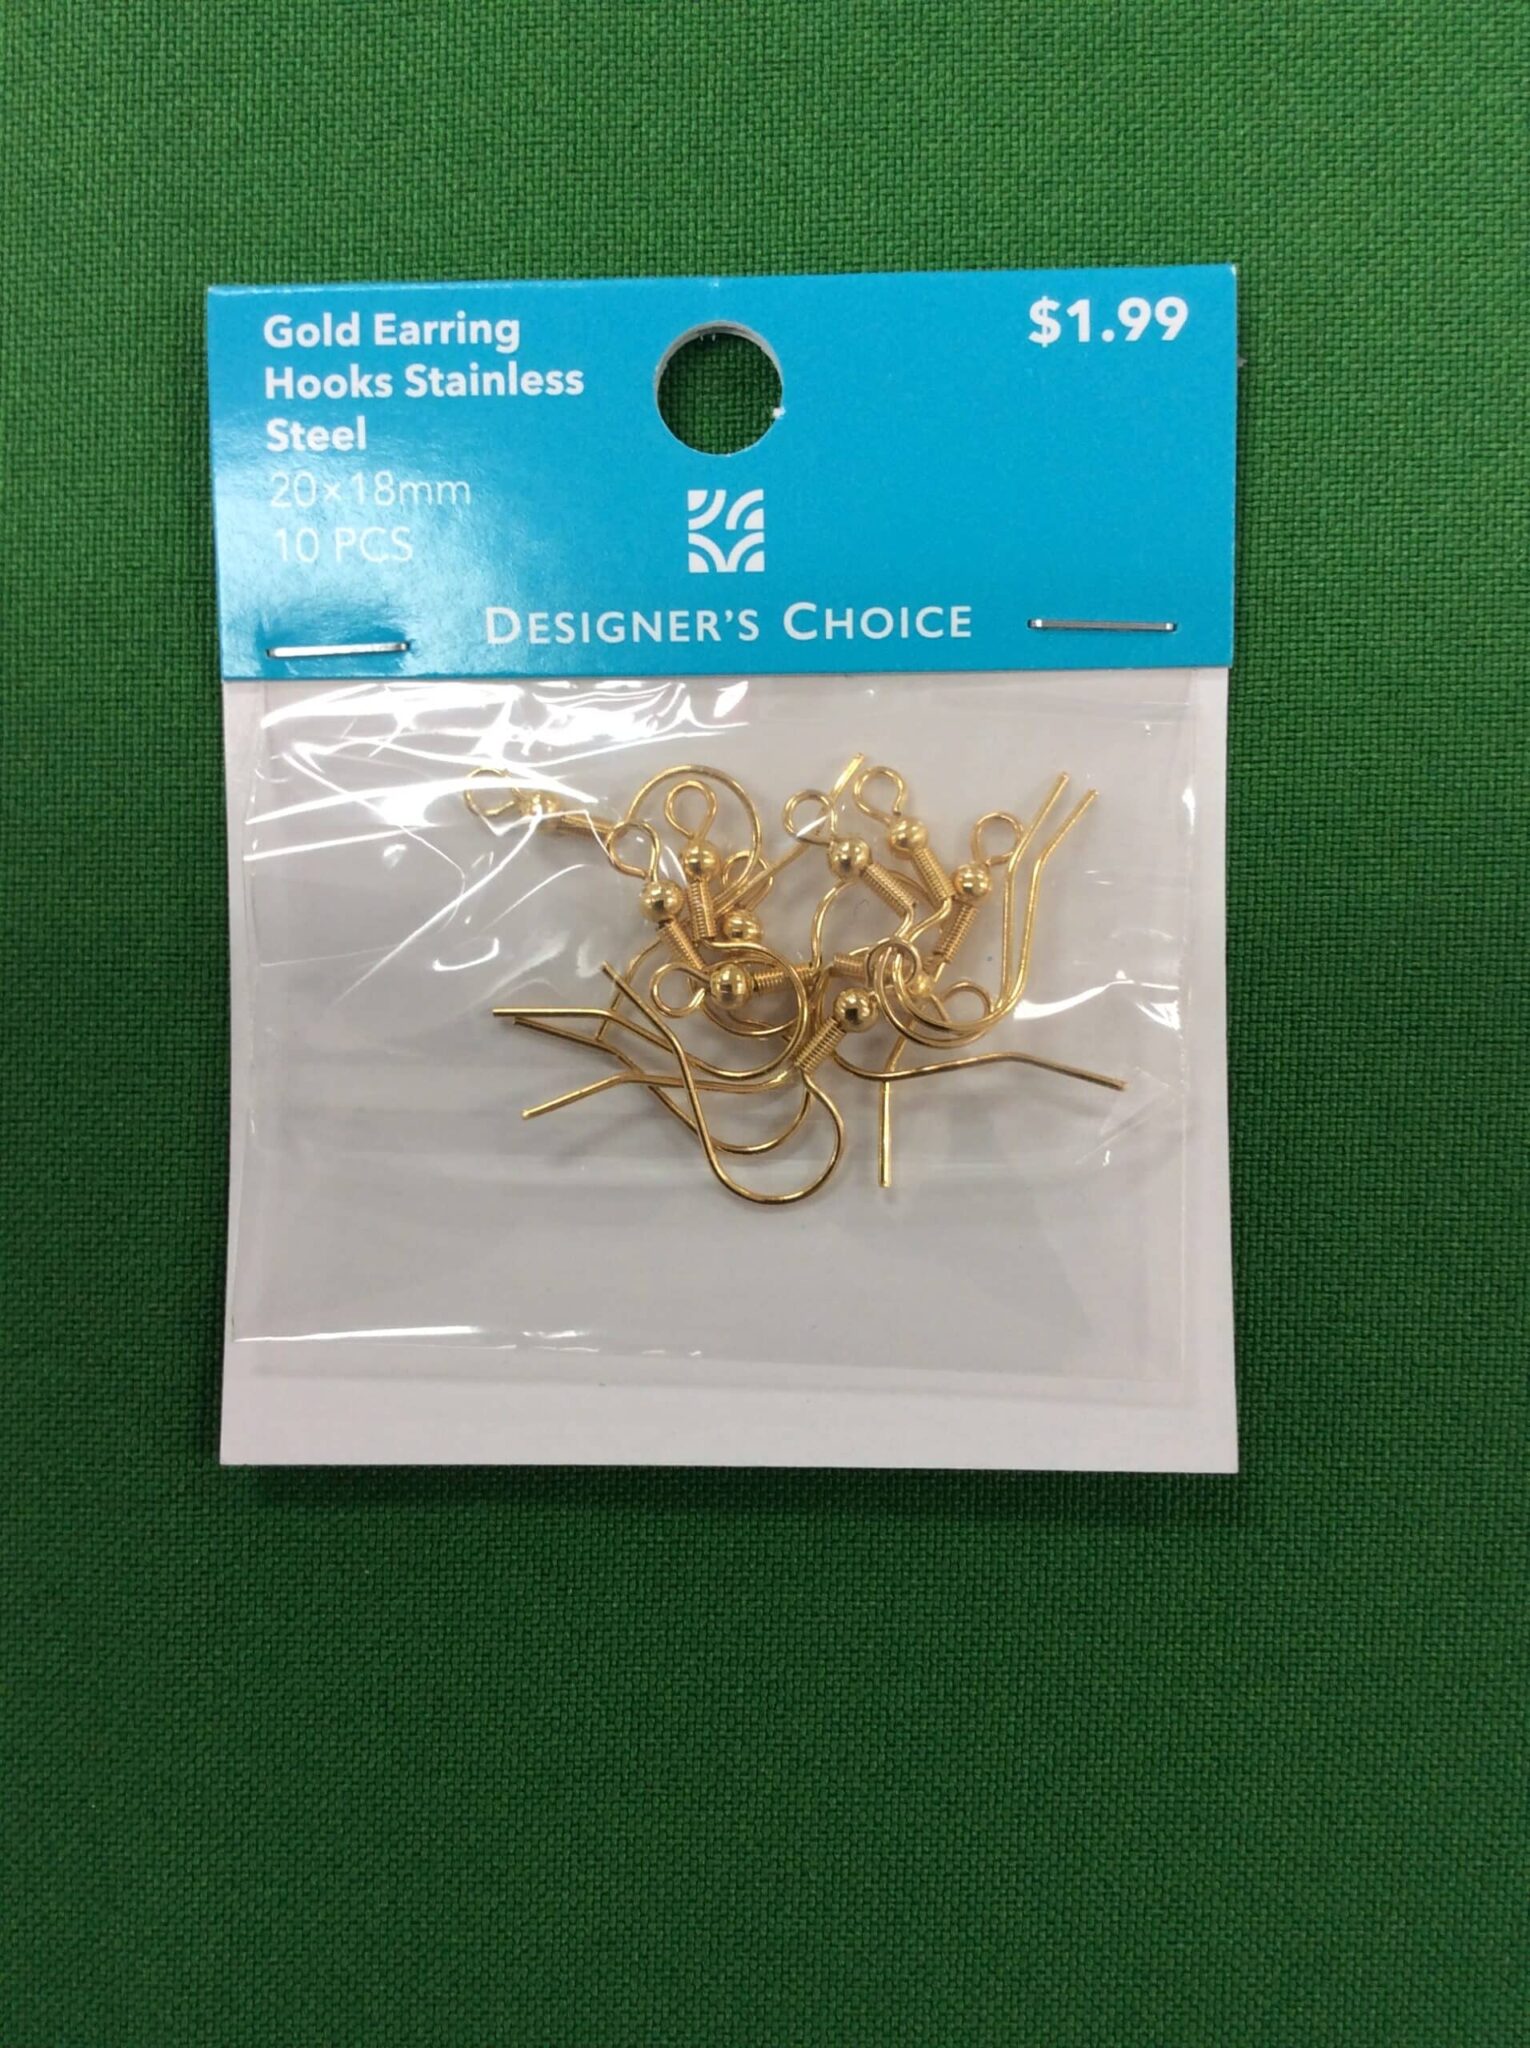 Gold Earring
Hooks Stainless
Steel
20×18mm
10 PCS
$1.99
DESIGNER'S CHOICE